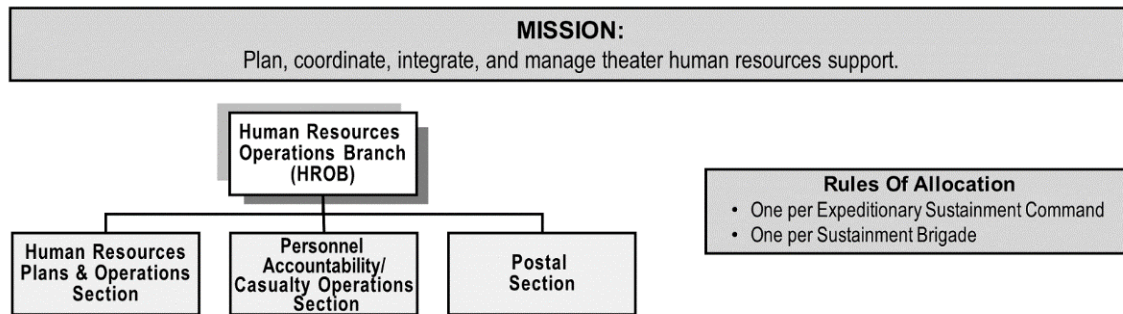 MISSION:
Plan, coordinate, integrate, and manage theater human resources support.
Human Resources
Operations Branch
(HROB)
Human Resources
Plans & Operations
Section
Personnel
Accountability/
Casualty Operations
Section
Postal
Section
Rules Of Allocation
• One per Expeditionary Sustainment Command
• One per Sustainment Brigade